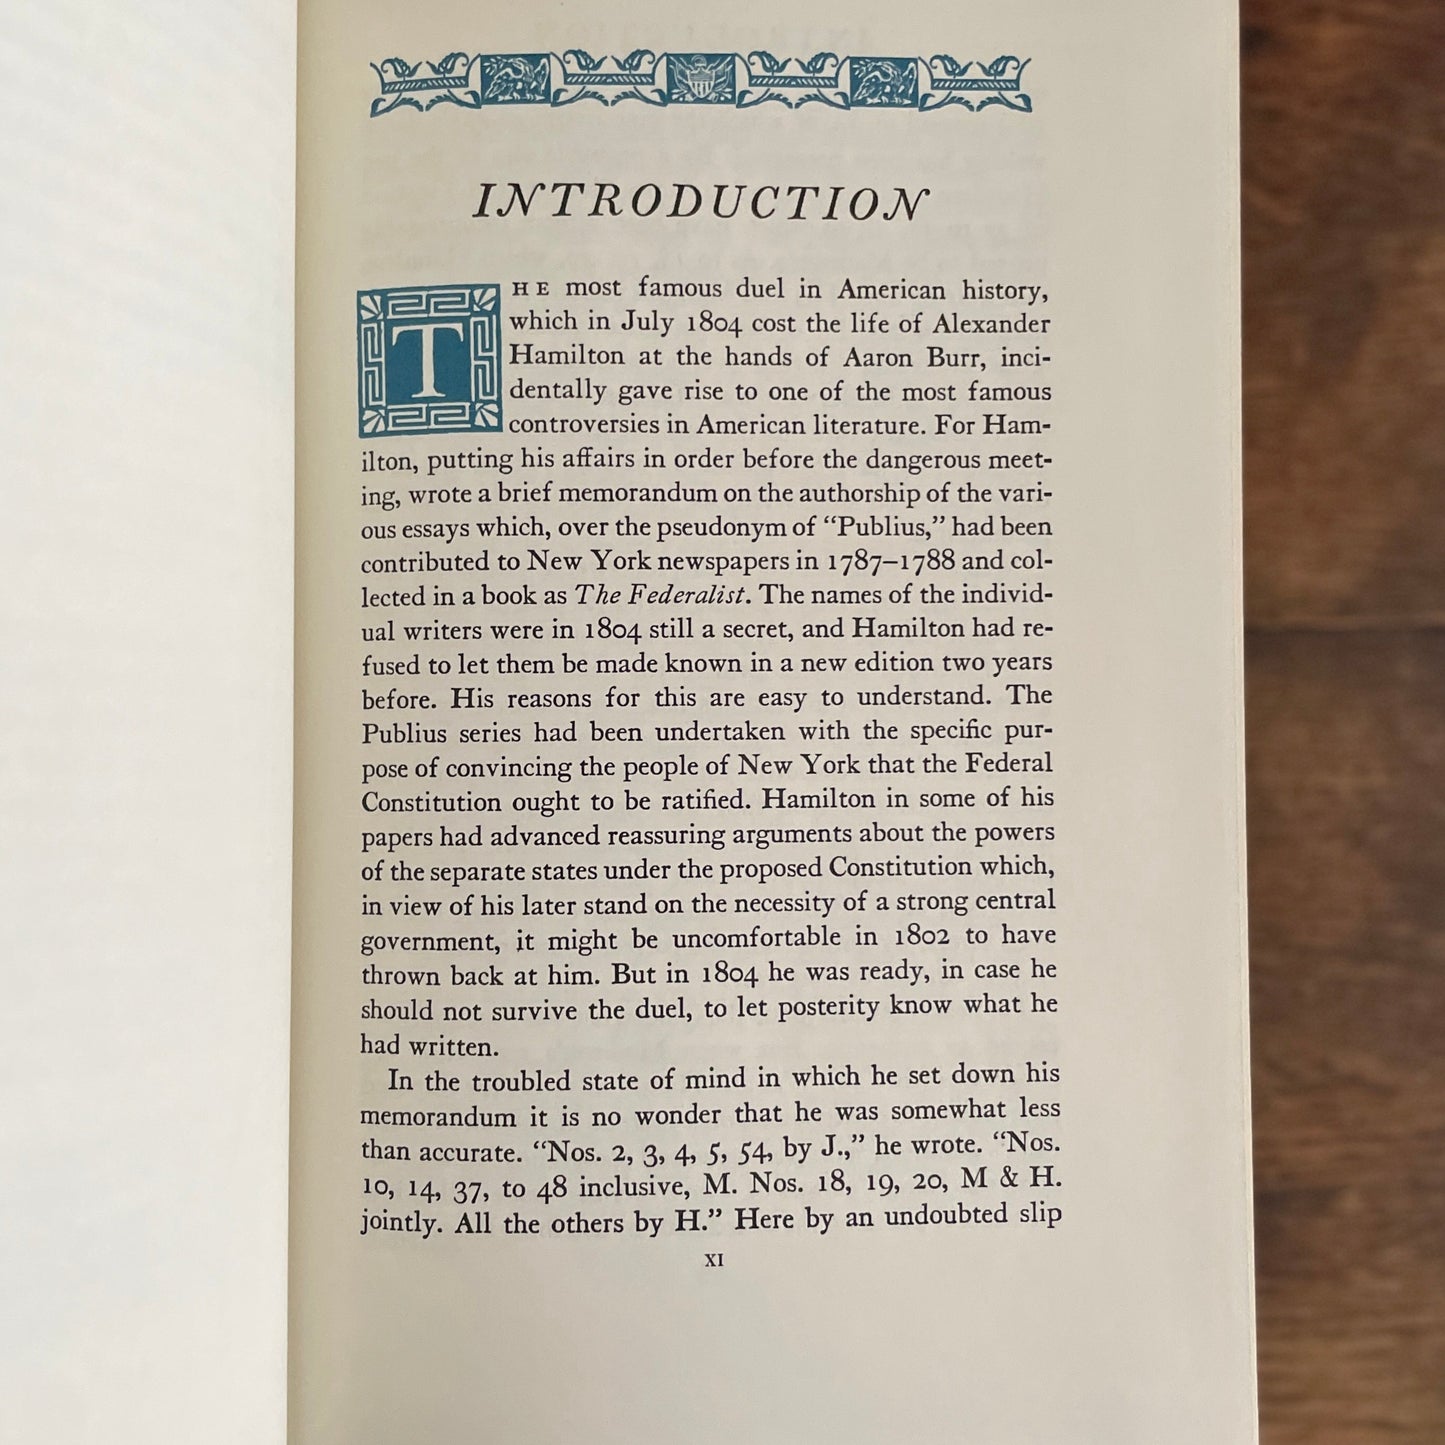 INTRODUCTION
THE most famous duel in American history,
which in July 1804 cost the life of Alexander
Hamilton at the hands of Aaron Burr, inci-
dentally gave rise to one of the most famous
controversies in American literature. For Ham-
ilton, putting his affairs in order before the dangerous meet-
ing, wrote a brief memorandum on the authorship of the vari-
ous essays which, over the pseudonym of “Publius,” had been
contributed to New York newspapers in 1787–1788 and col-
lected in a book as The Federalist. The names of the individ-
ual writers were in 1804 still a secret, and Hamilton had re-
fused to let them be made known in a new edition two years
before. His reasons for this are easy to understand. The
Publius series had been undertaken with the specific pur-
pose of convincing the people of New York that the Federal
Constitution ought to be ratified. Hamilton in some of his
papers had advanced reassuring arguments about the powers
of the separate states under the proposed Constitution which,
in view of his later stand on the necessity of a strong central
government, it might be uncomfortable in 1802 to have
thrown back at him. But in 1804 he was ready, in case he
should not survive the duel, to let posterity know what he
had written.
In the troubled state of mind in which he set down his
memorandum it is no wonder that he was somewhat less
than accurate. “Nos. 2, 3, 4, 5, 54, by J.,” he wrote. “Nos.
10, 14, 37, to 48 inclusive, M. Nos. 18, 19, 20, M & H.
jointly. All the others by H.” Here by an undoubted slip
XI